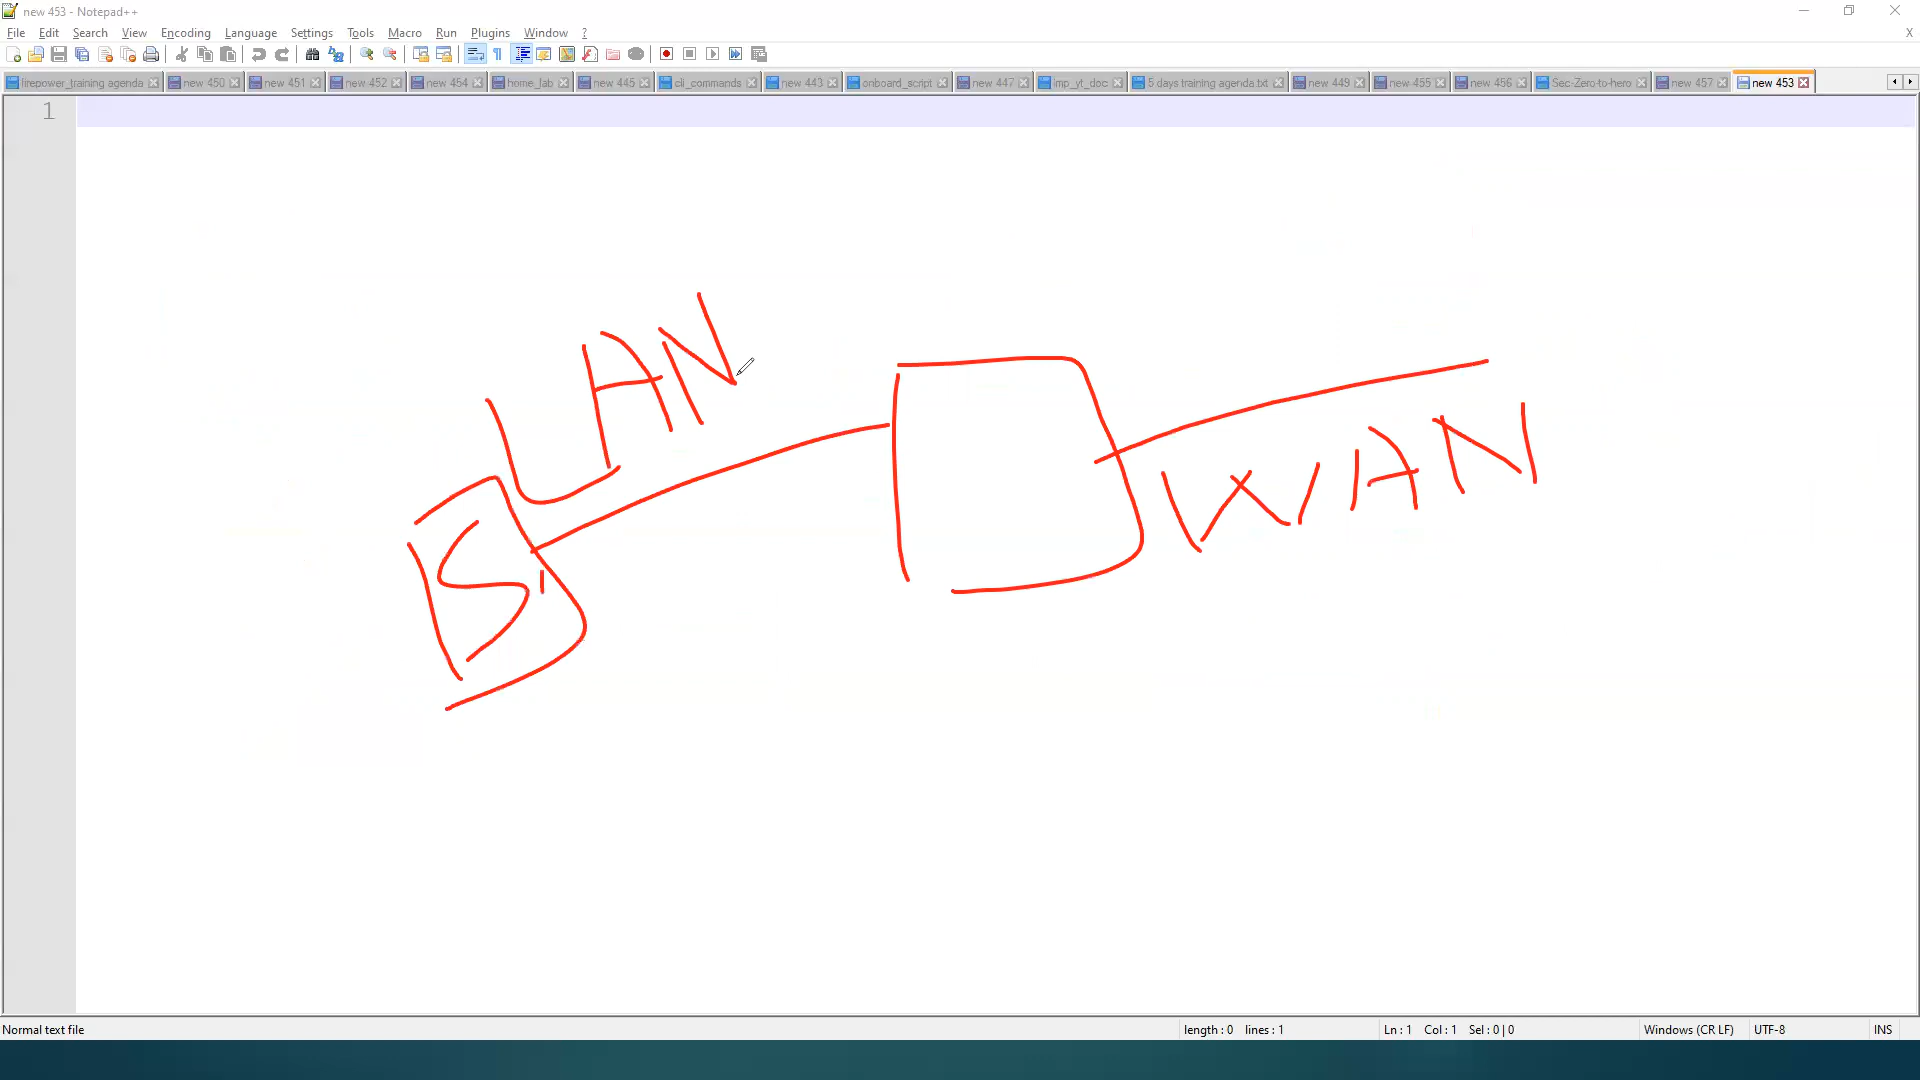 new 453 - Notepad++
File Edit Search View Encoding Language Settings Tools Macro Run Plugins Window ? X
firepower_training agenda new 450 new 451 new 452 new 454 home_lab new 445 cli_commands new 443 onboard_script new 447 imp_yt_doc 5 days training agenda.txt new 449 new 455 new 456 Sec-Zero-to-hero new 457 new 453
1
LAN
WAN
S1
Normal text file length : 0 lines : 1 Ln : 1 Col : 1 Sel : 0 | 0 Windows (CR LF) UTF-8 INS